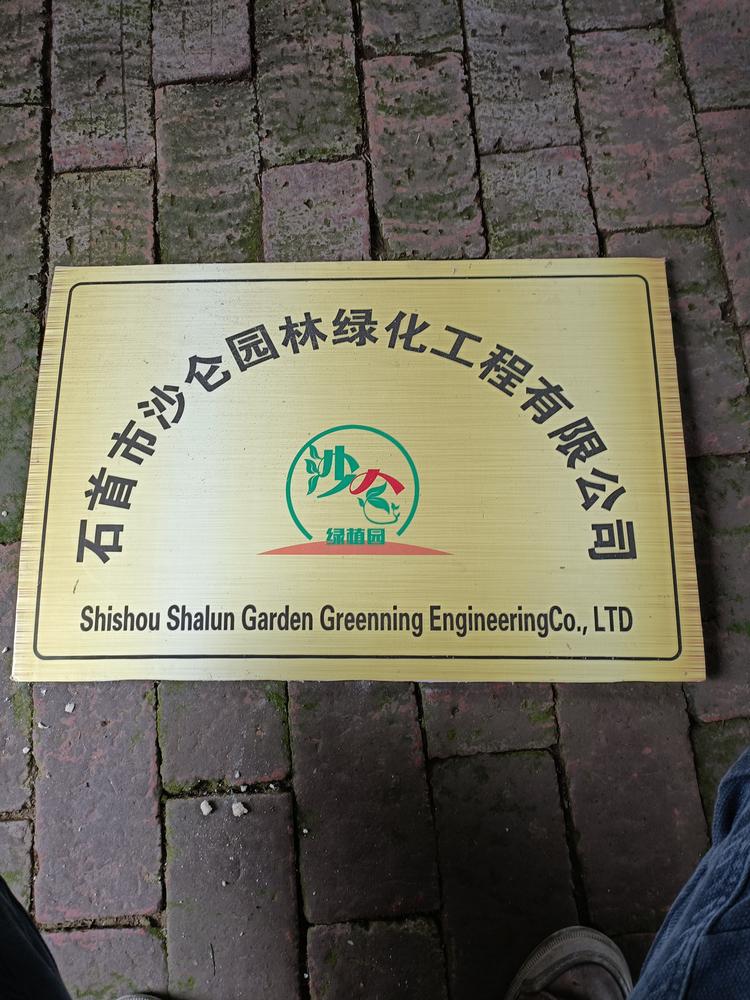 石首市沙仑园林绿化工程有限公司
沙仑
绿植园
Shishou Shalun Garden Greenning EngineeringCo., LTD